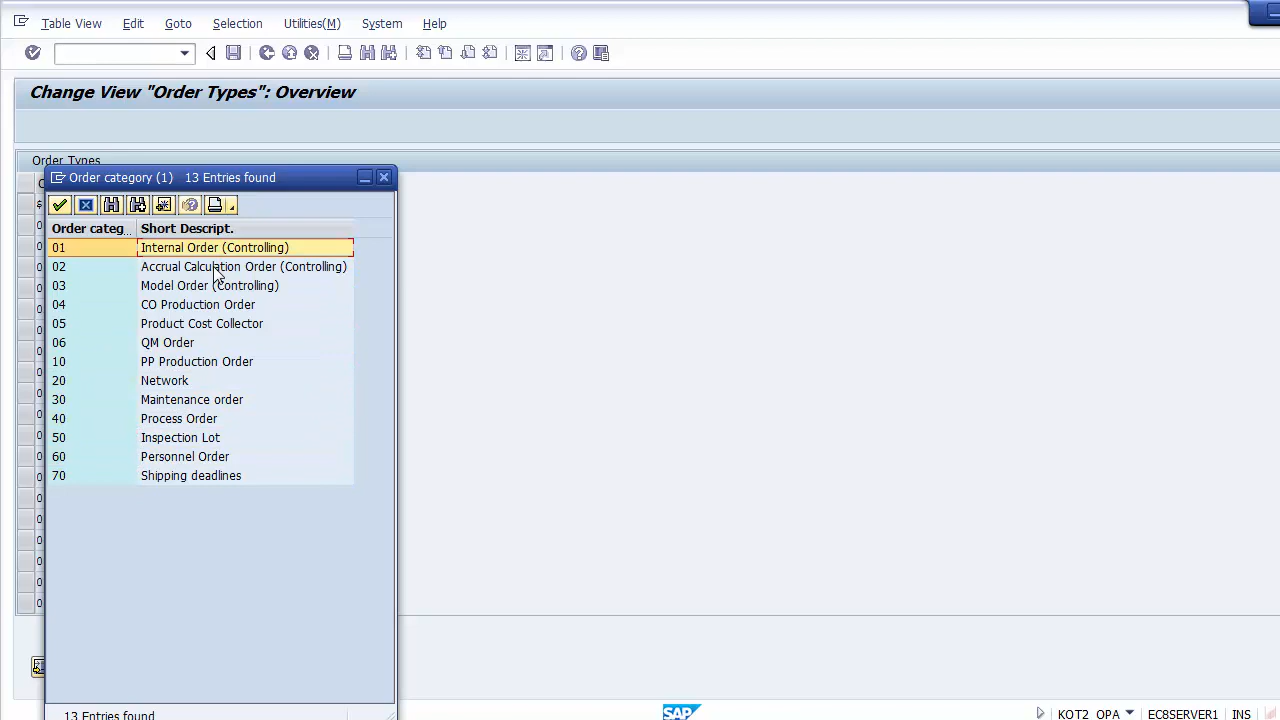 Table View Edit Goto Selection Utilities(M) System Help
Change View "Order Types": Overview
Order Types
Order category (1) 13 Entries found
Order categ... Short Descript.
01 Internal Order (Controlling)
02 Accrual Calculation Order (Controlling)
03 Model Order (Controlling)
04 CO Production Order
05 Product Cost Collector
06 QM Order
10 PP Production Order
20 Network
30 Maintenance order
40 Process Order
50 Inspection Lot
60 Personnel Order
70 Shipping deadlines
13 Entries found
SAP
KOT2 OPA EC8SERVER1 INS